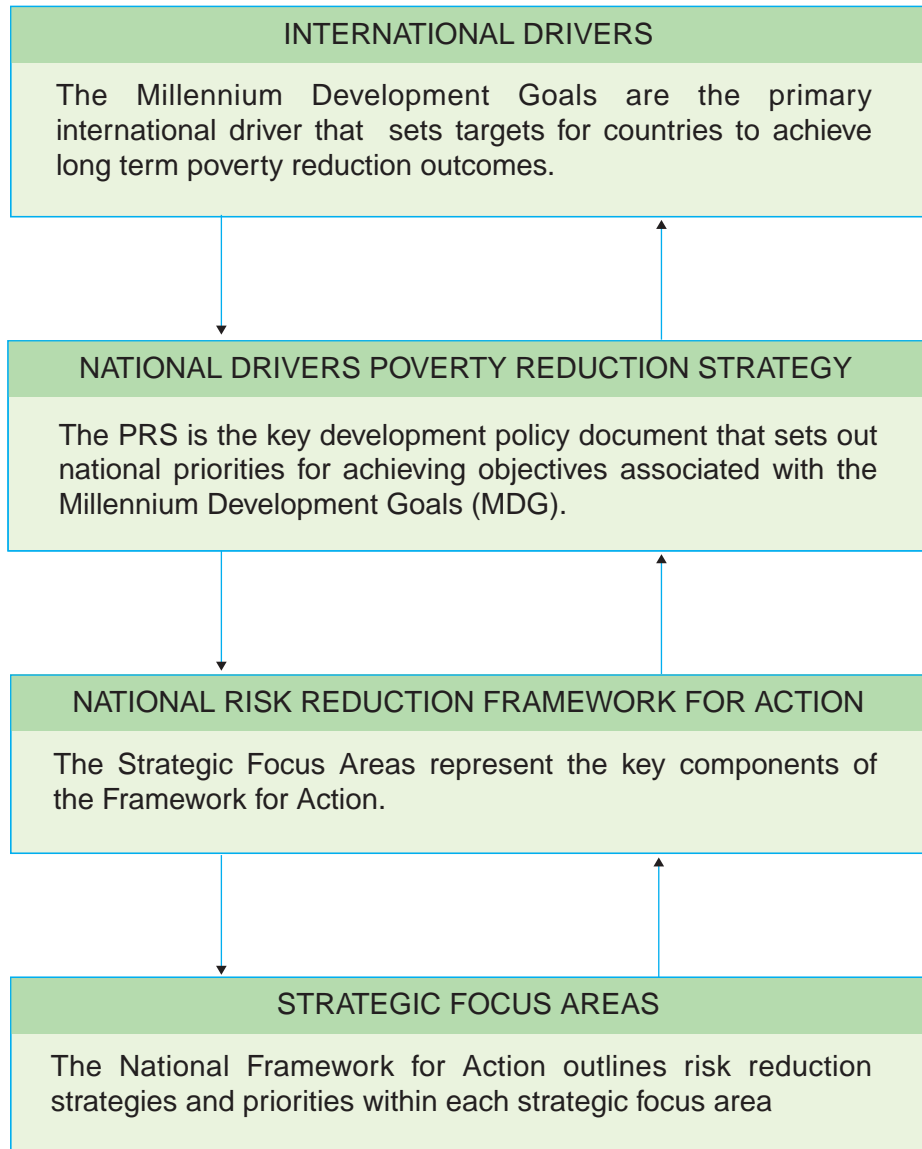 INTERNATIONAL DRIVERS
The Millennium Development Goals are the primary
international driver that sets targets for countries to achieve
long term poverty reduction outcomes.
NATIONAL DRIVERS POVERTY REDUCTION STRATEGY
The PRS is the key development policy document that sets out
national priorities for achieving objectives associated with the
Millennium Development Goals (MDG).
NATIONAL RISK REDUCTION FRAMEWORK FOR ACTION
The Strategic Focus Areas represent the key components of
the Framework for Action.
STRATEGIC FOCUS AREAS
The National Framework for Action outlines risk reduction
strategies and priorities within each strategic focus area